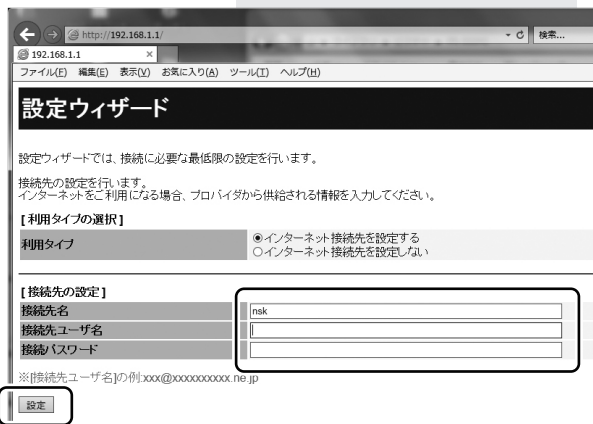 http://192.168.1.1/
検索...
192.168.1.1 ×
ファイル(F) 編集(E) 表示(V) お気に入り(A) ツール(T) ヘルプ(H)
設定ウィザード
設定ウィザードでは、接続に必要な最低限の設定を行います。
接続先の設定を行います。
インターネットをご利用になる場合、プロバイダから供給される情報を入力してください。
[利用タイプの選択]
利用タイプ
インターネット接続先を設定する
インターネット接続先を設定しない
[接続先の設定]
接続先名 nsk
接続先ユーザ名
接続パスワード
※[接続先ユーザ名]の例:xxx@xxxxxxxxxx.ne.jp
設定